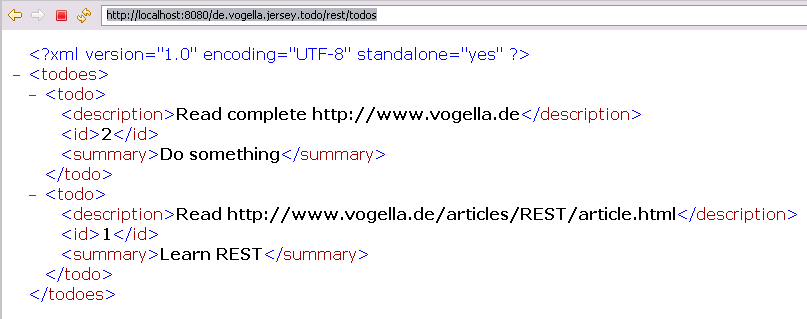 http://localhost:8080/de.vogella.jersey.todo/rest/todos
<?xml version="1.0" encoding="UTF-8" standalone="yes" ?>
- <todoes>
- <todo>
<description>Read complete http://www.vogella.de</description>
<id>2</id>
<summary>Do something</summary>
</todo>
- <todo>
<description>Read http://www.vogella.de/articles/REST/article.html</description>
<id>1</id>
<summary>Learn REST</summary>
</todo>
</todoes>